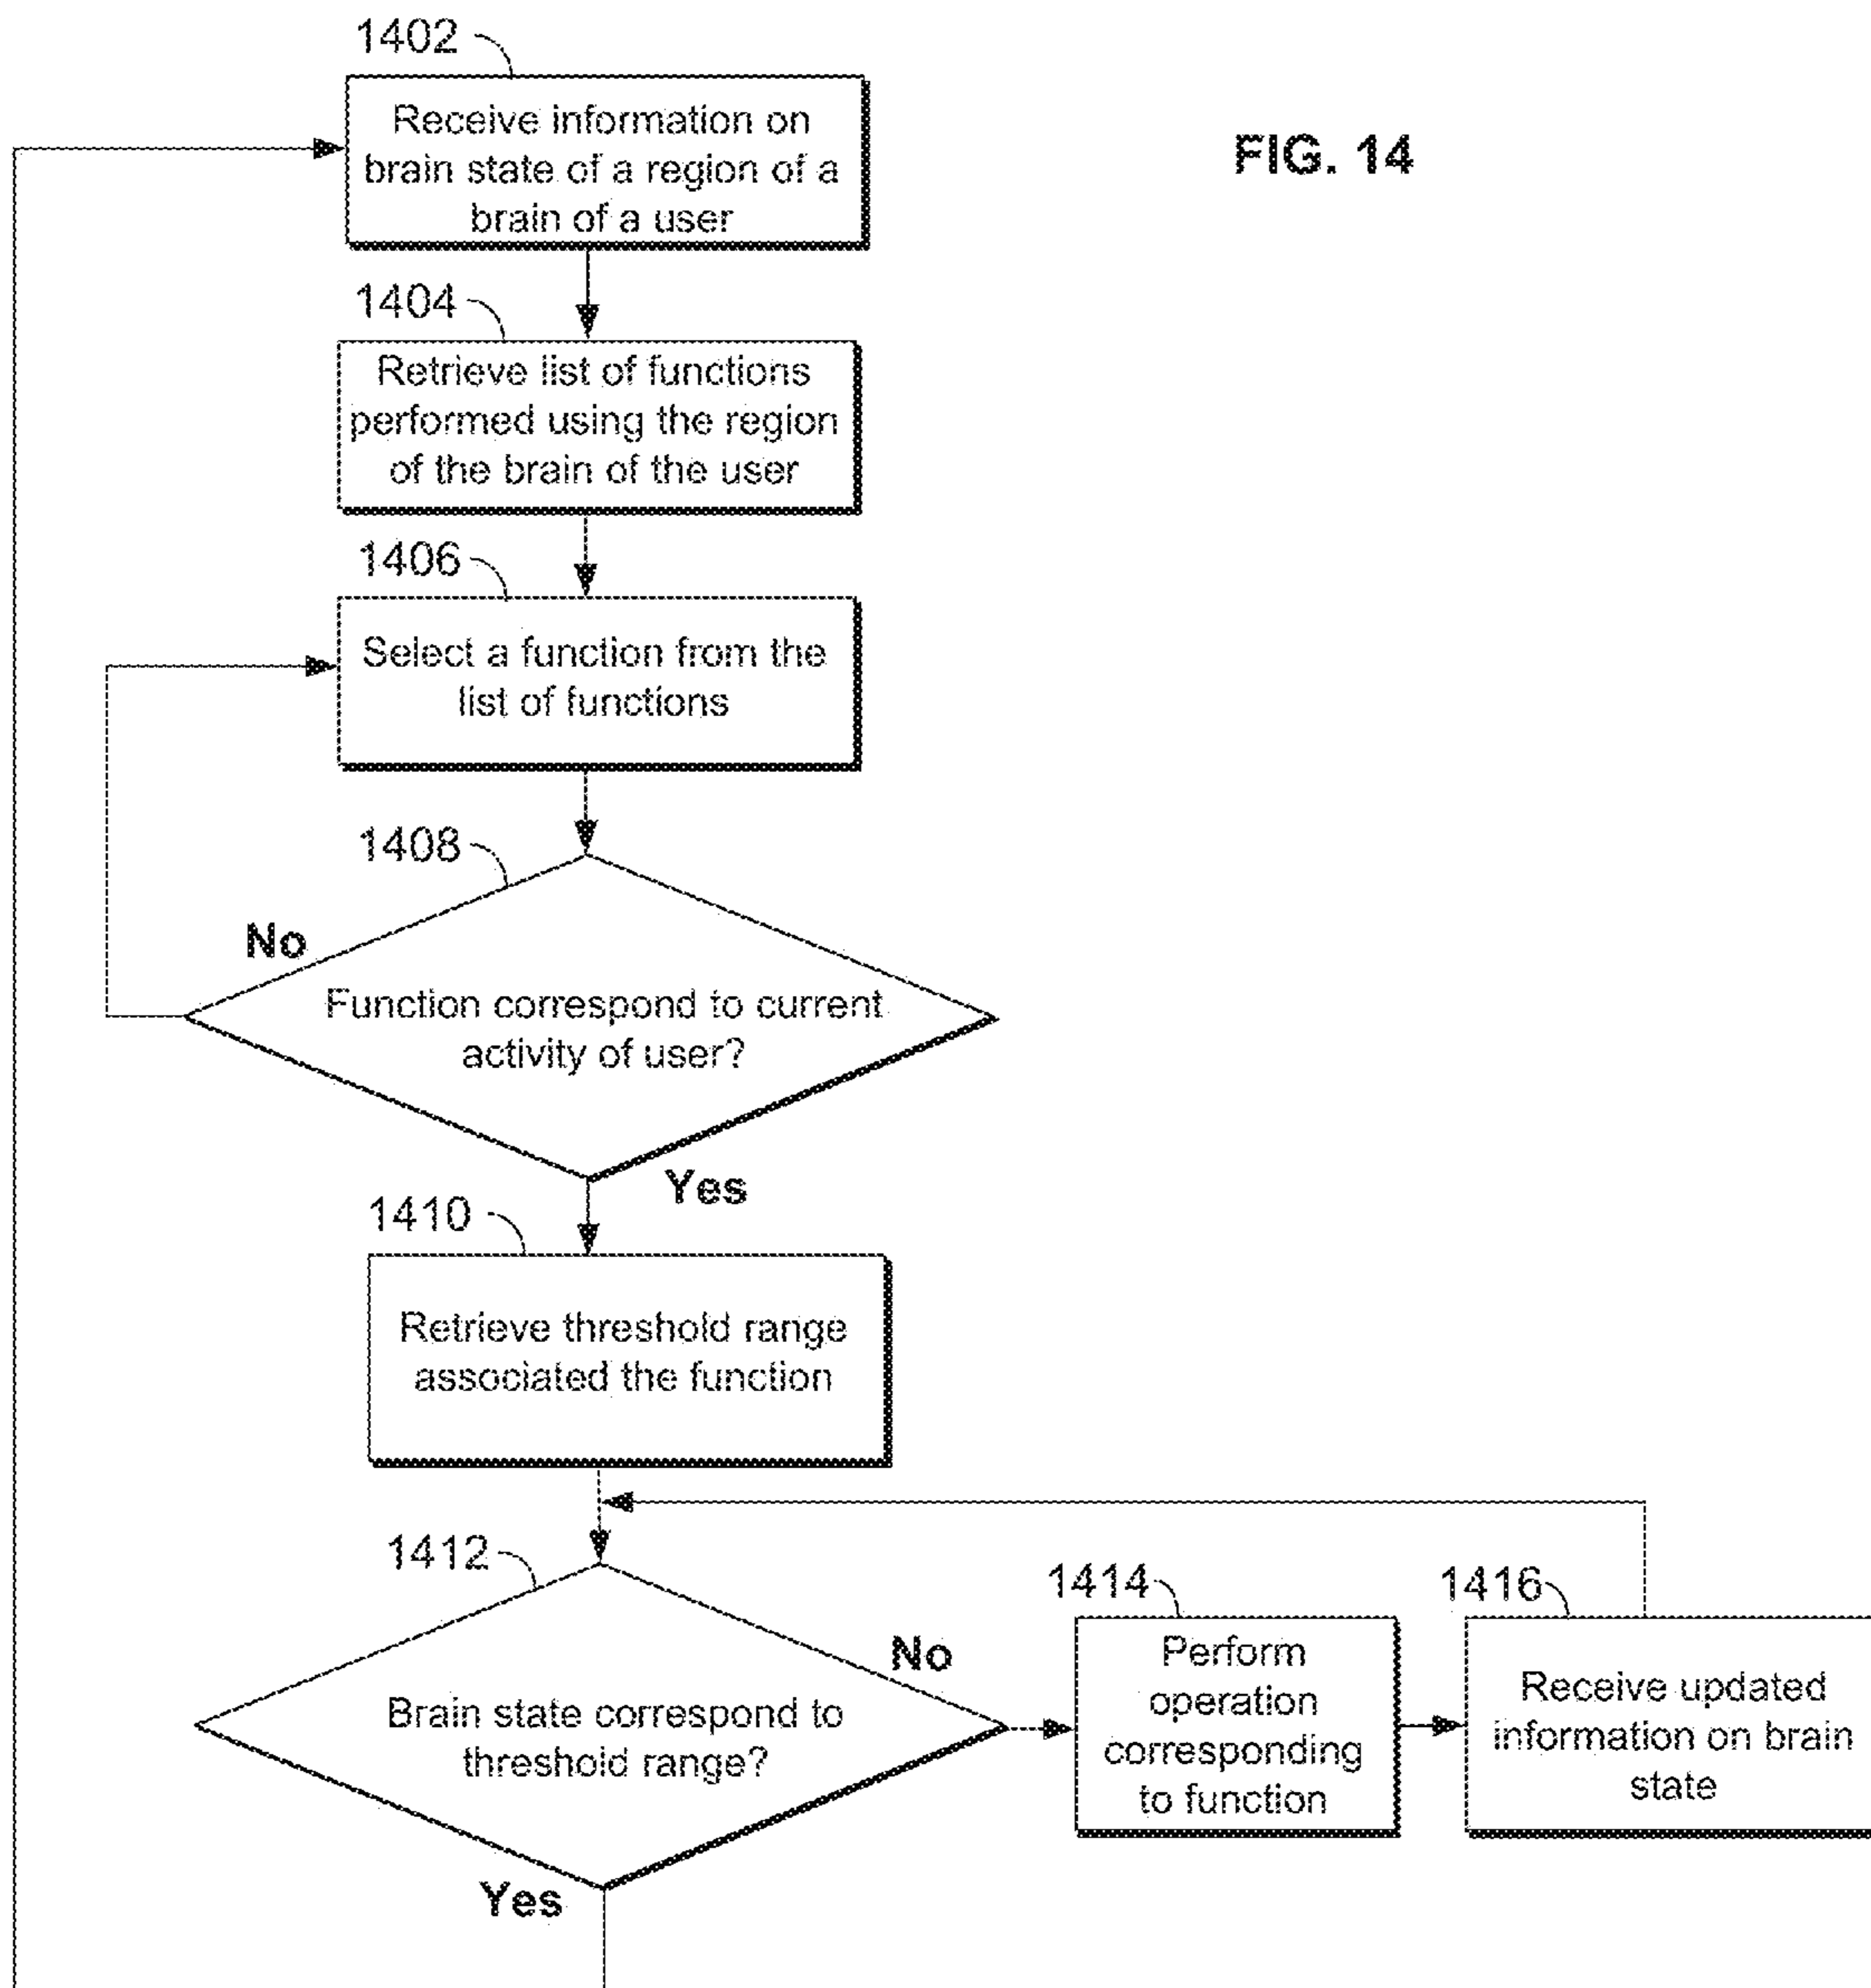 1402
Receive information on
brain state of a region of a
brain of a user
FIG. 14
1404
Retrieve list of functions
performed using the region
of the brain of the user
1406
Select a function from the
list of functions
1408
No
Function correspond to current
activity of user?
Yes
1410
Retrieve threshold range
associated the function
1412
No
Brain state correspond to
threshold range?
Yes
1414
Perform
operation
corresponding
to function
1416
Receive updated
information on brain
state